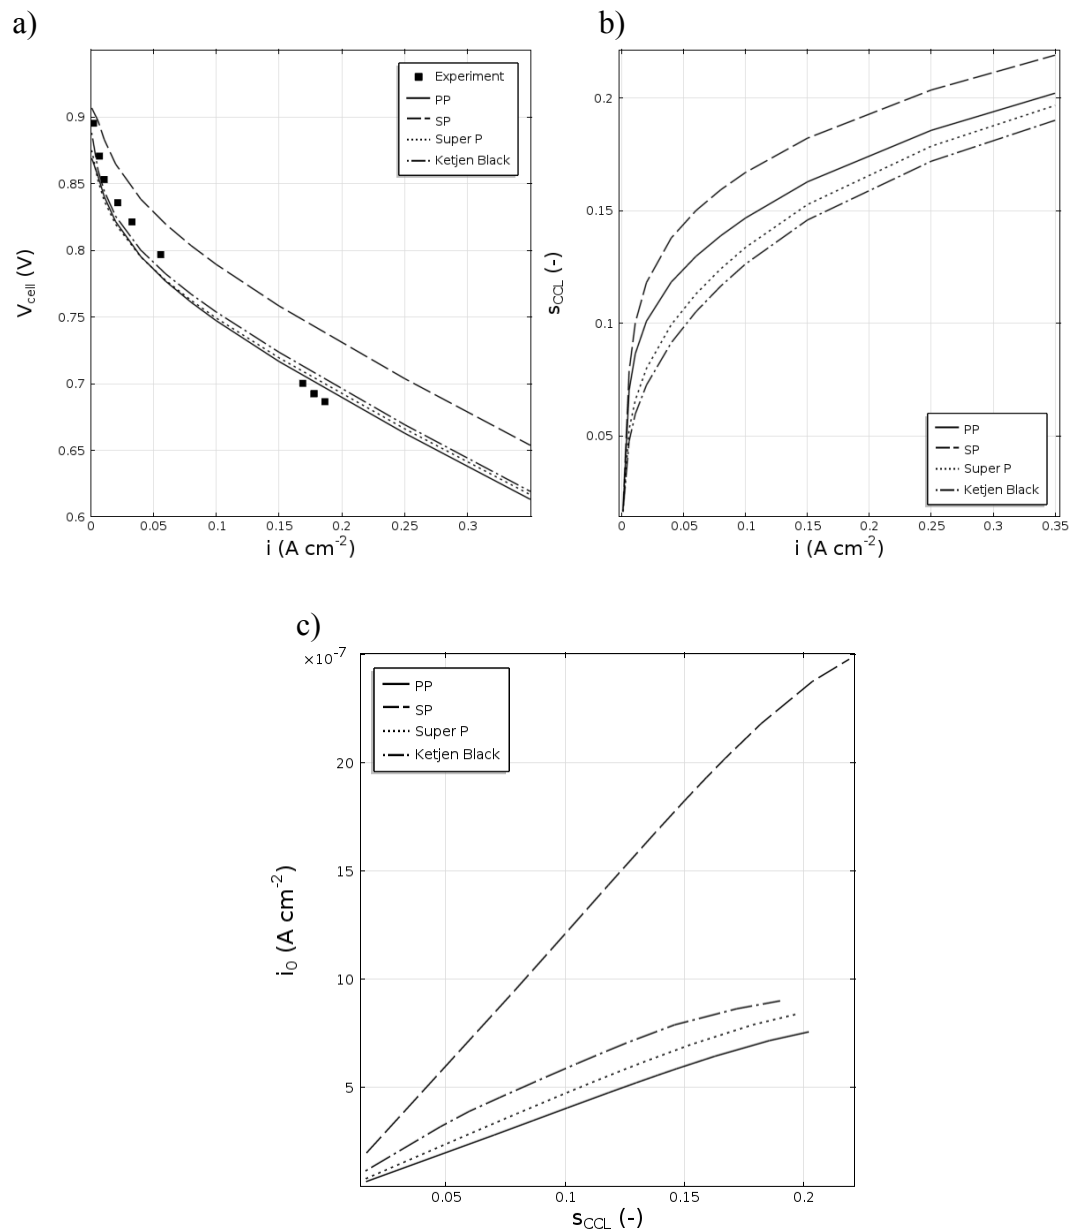 a)
b)
0.9
0.85
0.8
0.75
0.7
0.65
0.6
V_cell (V)
0
0.05
0.1
0.15
0.2
0.25
0.3
i (A cm⁻²)
Experiment
PP
SP
Super P
Ketjen Black
0.2
0.15
0.1
0.05
s_CCL (-)
0
0.05
0.1
0.15
0.2
0.25
0.3
0.35
i (A cm⁻²)
PP
SP
Super P
Ketjen Black
c)
×10⁻⁷
20
15
10
5
i₀ (A cm⁻²)
PP
SP
Super P
Ketjen Black
0.05
0.1
0.15
0.2
s_CCL (-)